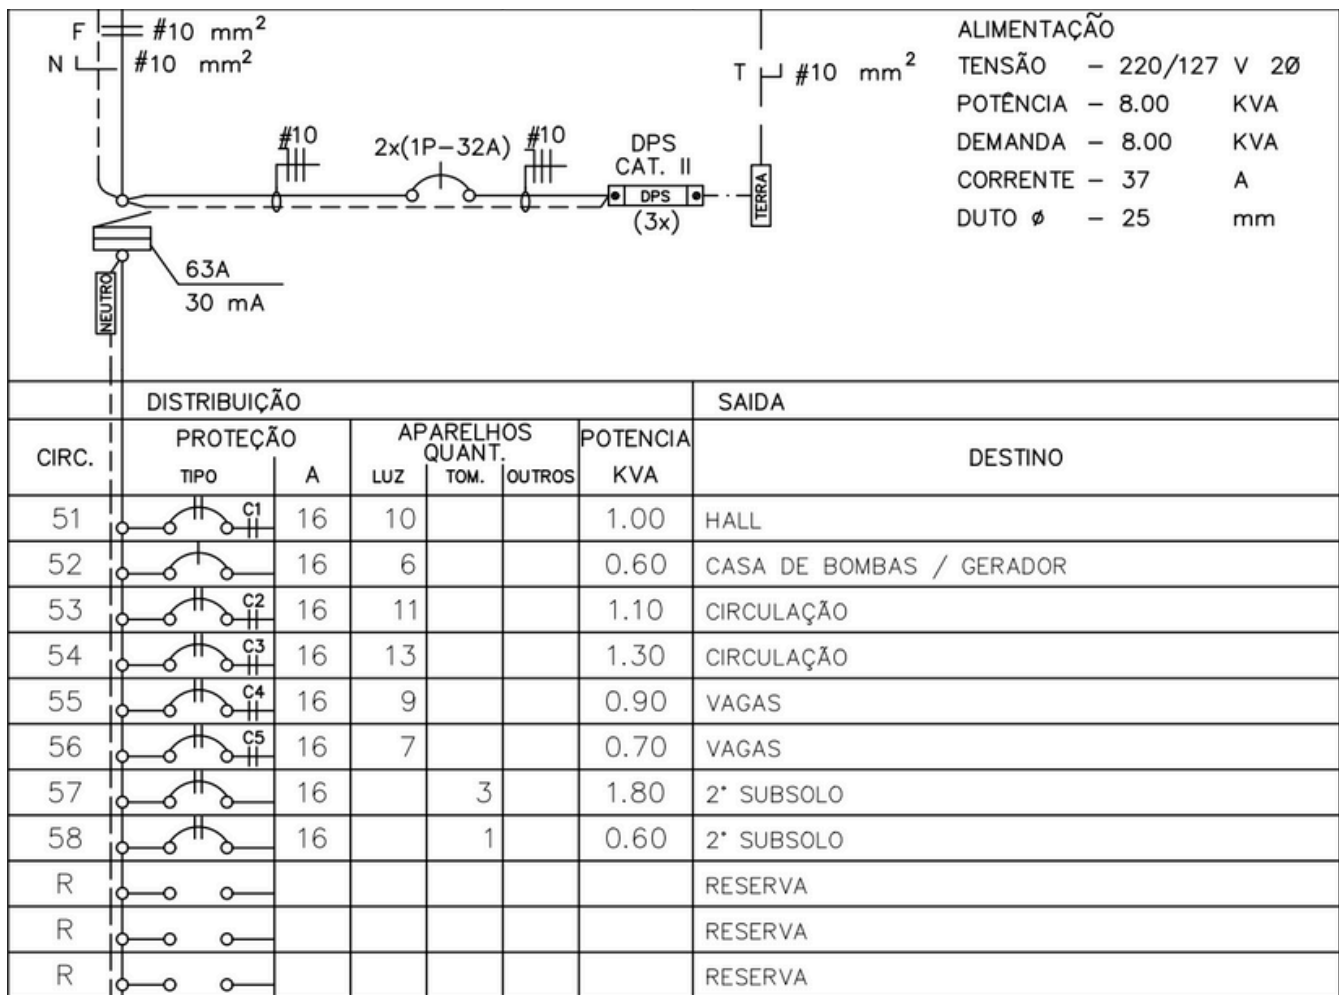 F #10 mm²
N #10 mm²
T #10 mm²
#10
2x(1P-32A)
#10
DPS
CAT. II
DPS
(3x)
TERRA
63A
30 mA
NEUTRO
ALIMENTAÇÃO
TENSÃO – 220/127 V 2Ø
POTÊNCIA – 8.00 KVA
DEMANDA – 8.00 KVA
CORRENTE – 37 A
DUTO ø – 25 mm
DISTRIBUIÇÃO SAIDA
CIRC. PROTEÇÃO APARELHOS QUANT. POTENCIA KVA DESTINO
TIPO A LUZ TOM. OUTROS
51 C1 16 10 1.00 HALL
52 16 6 0.60 CASA DE BOMBAS / GERADOR
53 C2 16 11 1.10 CIRCULAÇÃO
54 C3 16 13 1.30 CIRCULAÇÃO
55 C4 16 9 0.90 VAGAS
56 C5 16 7 0.70 VAGAS
57 16 3 1.80 2° SUBSOLO
58 16 1 0.60 2° SUBSOLO
R RESERVA
R RESERVA
R RESERVA